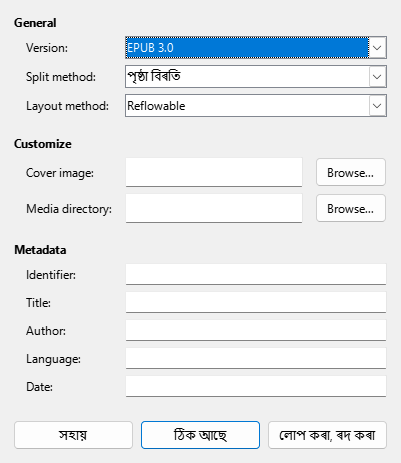 General
Version: EPUB 3.0
Split method: পৃষ্ঠা বিৰতি
Layout method: Reflowable
Customize
Cover image: Browse...
Media directory: Browse...
Metadata
Identifier:
Title:
Author:
Language:
Date:
সহায় ঠিক আছে লোপ কৰা, ৰদ কৰা